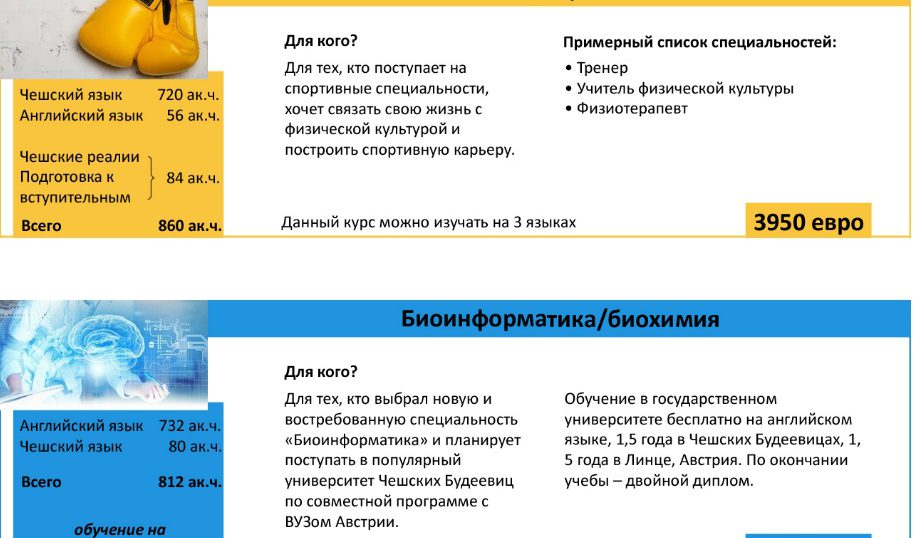 Для кого?
Для тех, кто поступает на
спортивные специальности,
хочет связать свою жизнь с
физической культурой и
построить спортивную карьеру.
Примерный список специальностей:
• Тренер
• Учитель физической культуры
• Физиотерапевт
Чешский язык 720 ак.ч.
Английский язык 56 ак.ч.
Чешские реалии
Подготовка к 84 ак.ч.
вступительным
Всего 860 ак.ч.
Данный курс можно изучать на 3 языках
3950 евро
Биоинформатика/биохимия
Для кого?
Для тех, кто выбрал новую и
востребованную специальность
«Биоинформатика» и планирует
поступать в популярный
университет Чешских Будеевиц
по совместной программе с
ВУЗом Австрии.
Обучение в государственном
университете бесплатно на английском
языке, 1,5 года в Чешских Будеевицах, 1,
5 года в Линце, Австрия. По окончании
учебы – двойной диплом.
Английский язык 732 ак.ч.
Чешский язык 80 ак.ч.
Всего 812 ак.ч.
обучение на